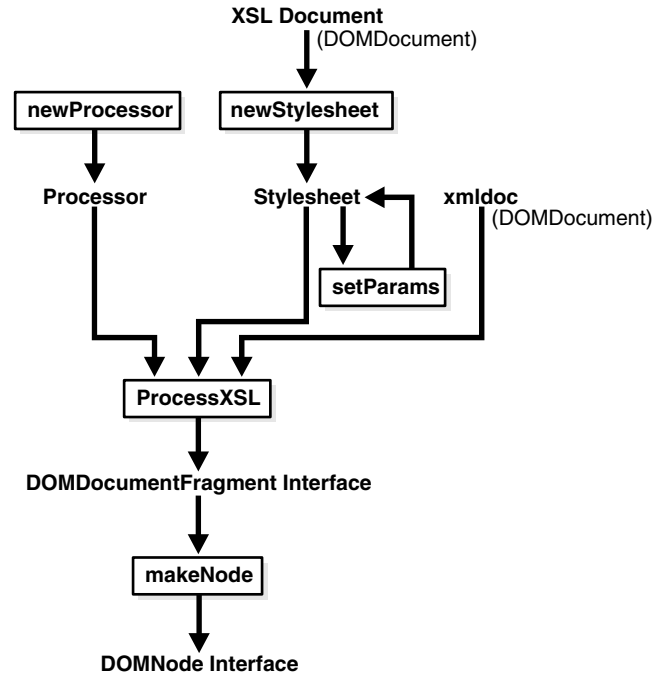 XSL Document
(DOMDocument)
newProcessor
newStylesheet
Processor
Stylesheet
xmldoc
(DOMDocument)
setParams
ProcessXSL
DOMDocumentFragment Interface
makeNode
DOMNode Interface